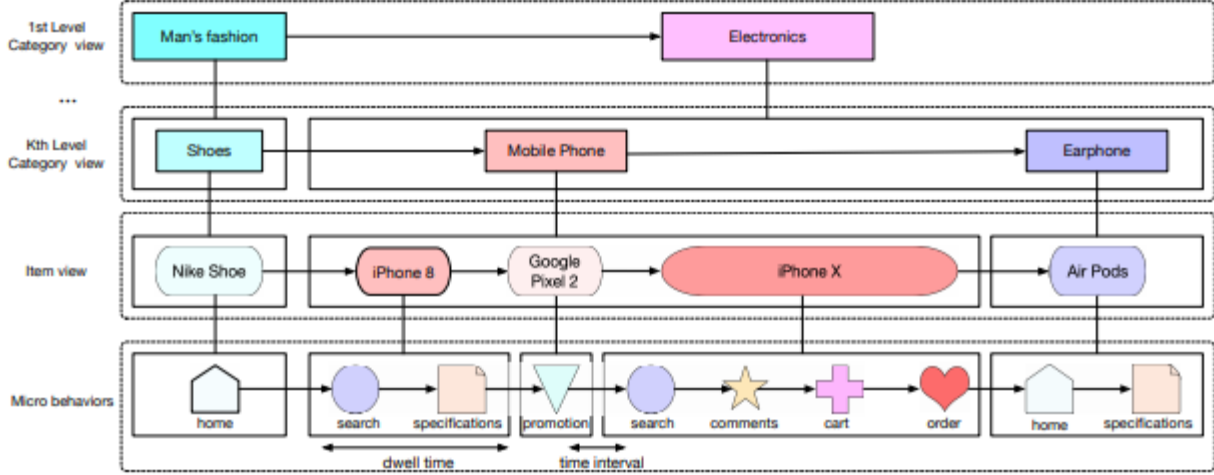 1st Level
Category view
Man's fashion
Electronics
...
Kth Level
Category view
Shoes
Mobile Phone
Earphone
Item view
Nike Shoe
iPhone 8
Google
Pixel 2
iPhone X
Air Pods
Micro behaviors
home
search
specifications
promotion
search
comments
cart
order
home
specifications
dwell time
time interval